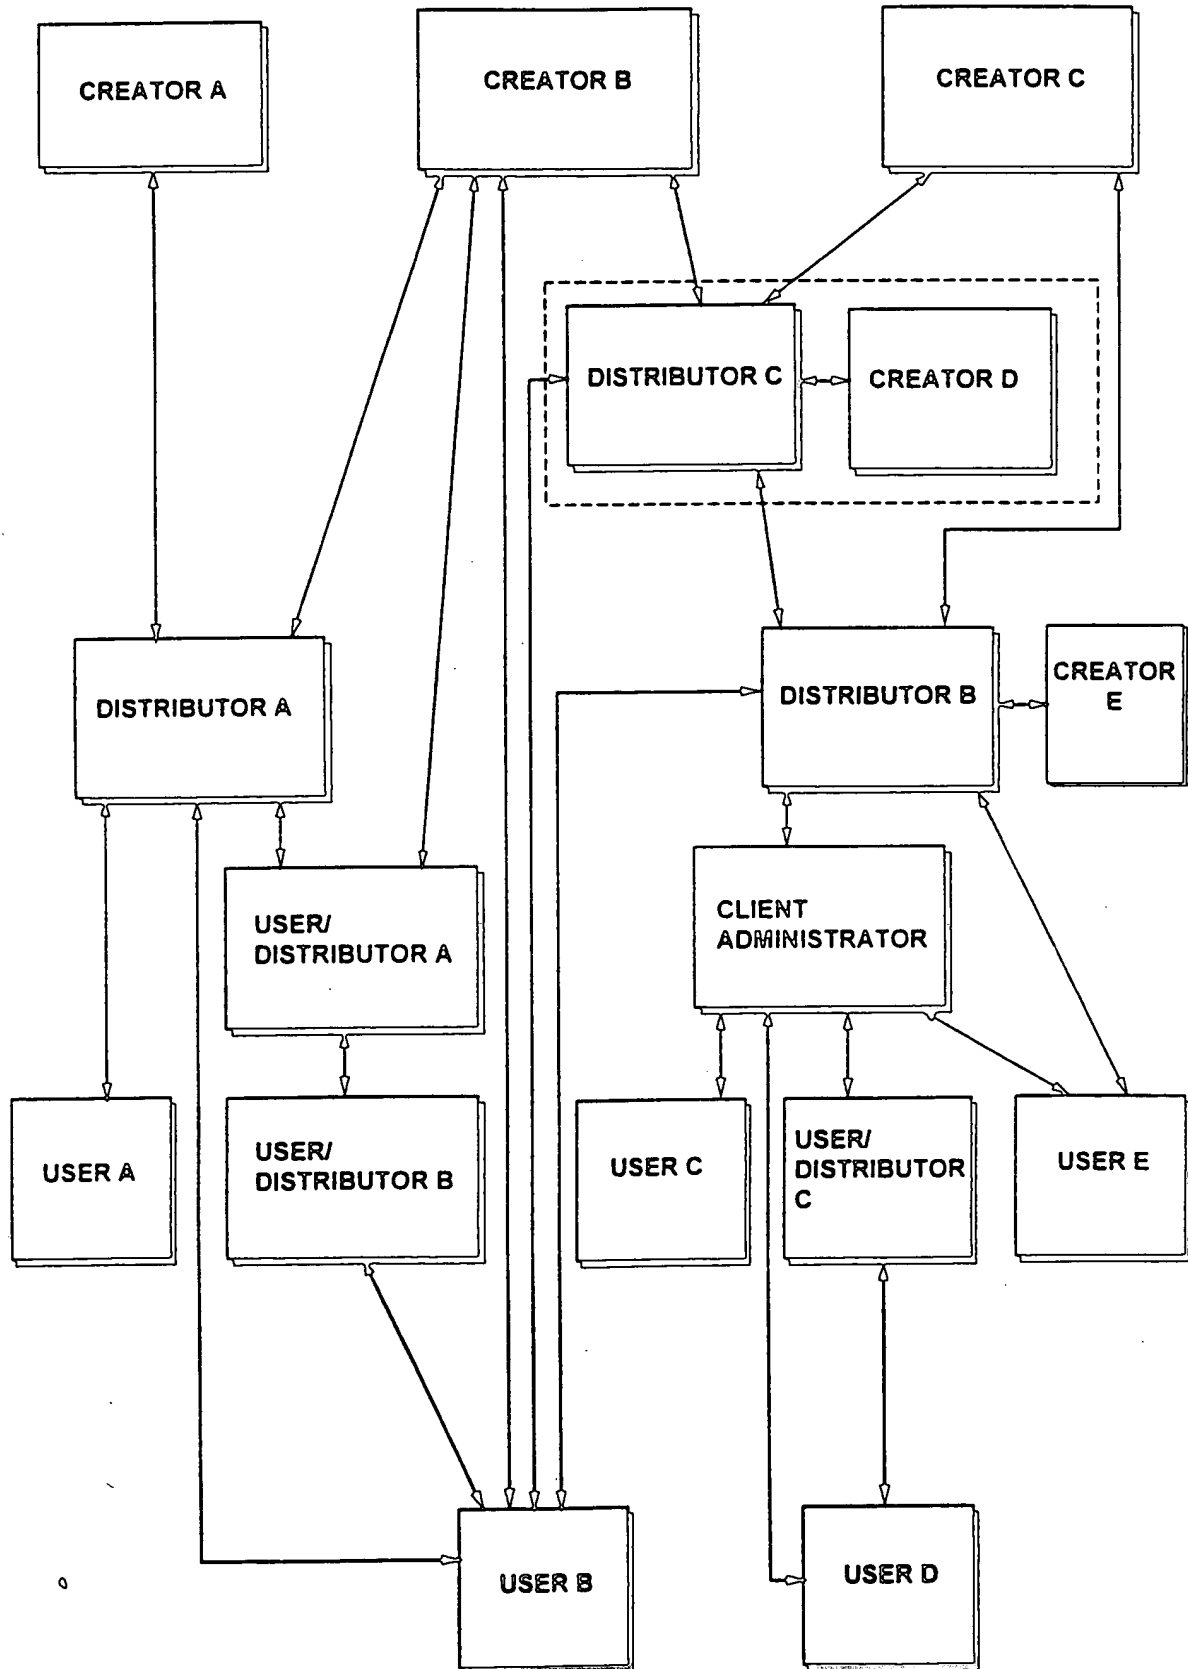 CREATOR A
CREATOR B
CREATOR C
DISTRIBUTOR C
CREATOR D
DISTRIBUTOR A
DISTRIBUTOR B
CREATOR
E
USER/
DISTRIBUTOR A
CLIENT
ADMINISTRATOR
USER A
USER/
DISTRIBUTOR B
USER C
USER/
DISTRIBUTOR
C
USER E
USER B
USER D